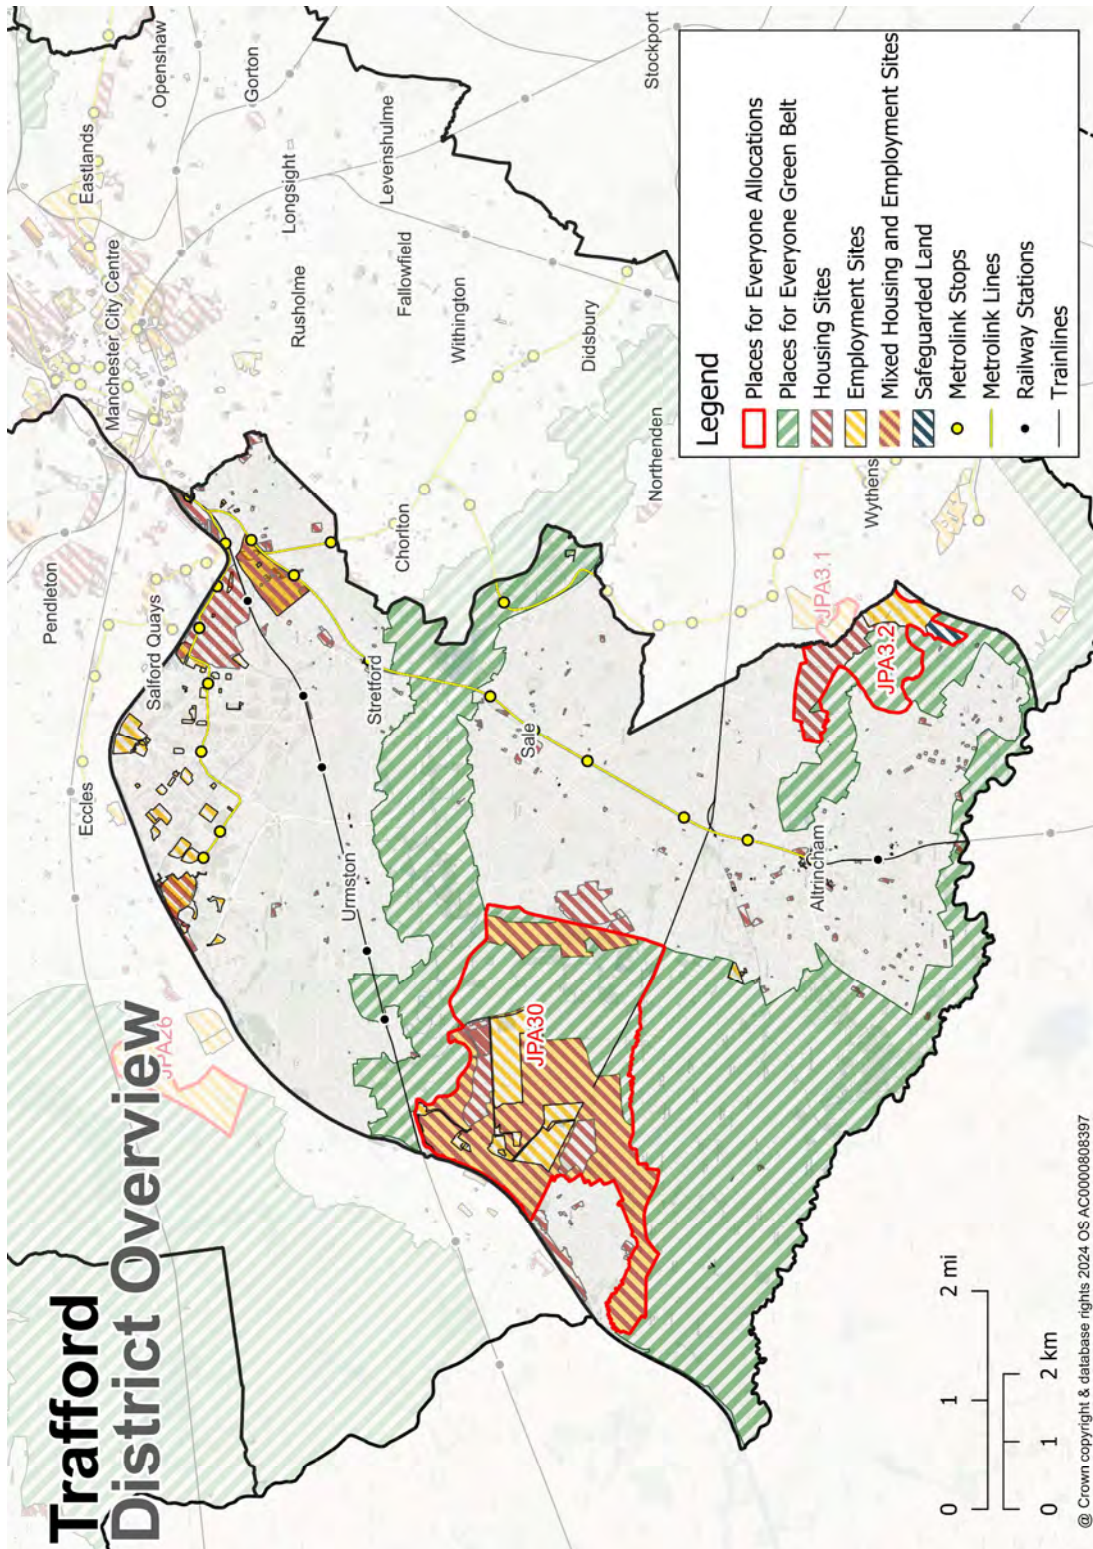 Trafford
District Overview
Pendleton
Eccles
Salford Quays
Manchester City Centre
Eastlands
Openshaw
Gorton
Longsight
Rusholme
Levenshulme
Fallowfield
Withington
Didsbury
Chorlton
Stretford
Urmston
Northenden
Stockport
Sale
Altrincham
Wythens
JPA26
JPA30
JPA3.1
JPA3.2
Legend
Places for Everyone Allocations
Places for Everyone Green Belt
Housing Sites
Employment Sites
Mixed Housing and Employment Sites
Safeguarded Land
Metrolink Stops
Metrolink Lines
Railway Stations
Trainlines
0 1 2 mi
0 1 2 km
@ Crown copyright & database rights 2024 OS AC0000808397